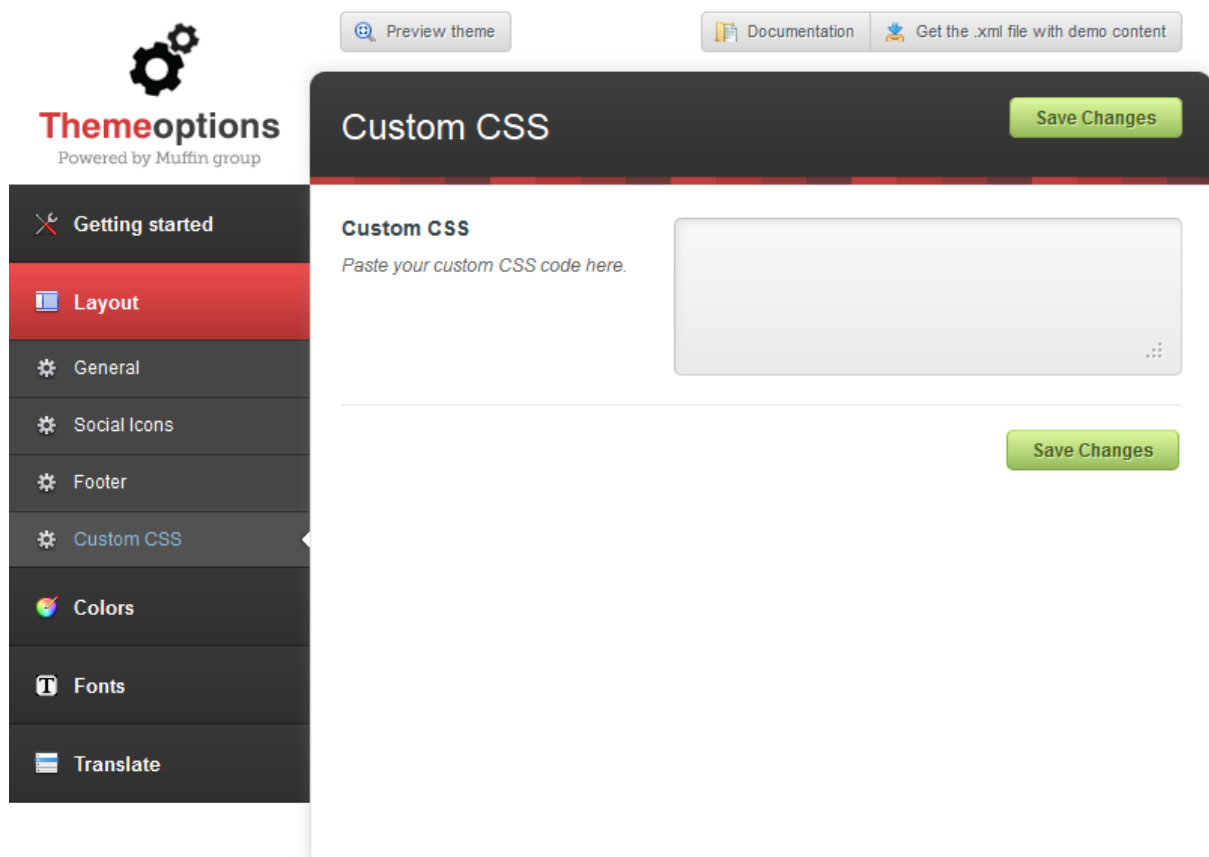 Preview theme
Documentation
Get the .xml file with demo content
Themeoptions
Powered by Muffin group
Custom CSS
Save Changes
Getting started
Layout
General
Social Icons
Footer
Custom CSS
Colors
Fonts
Translate
Custom CSS
Paste your custom CSS code here.
Save Changes